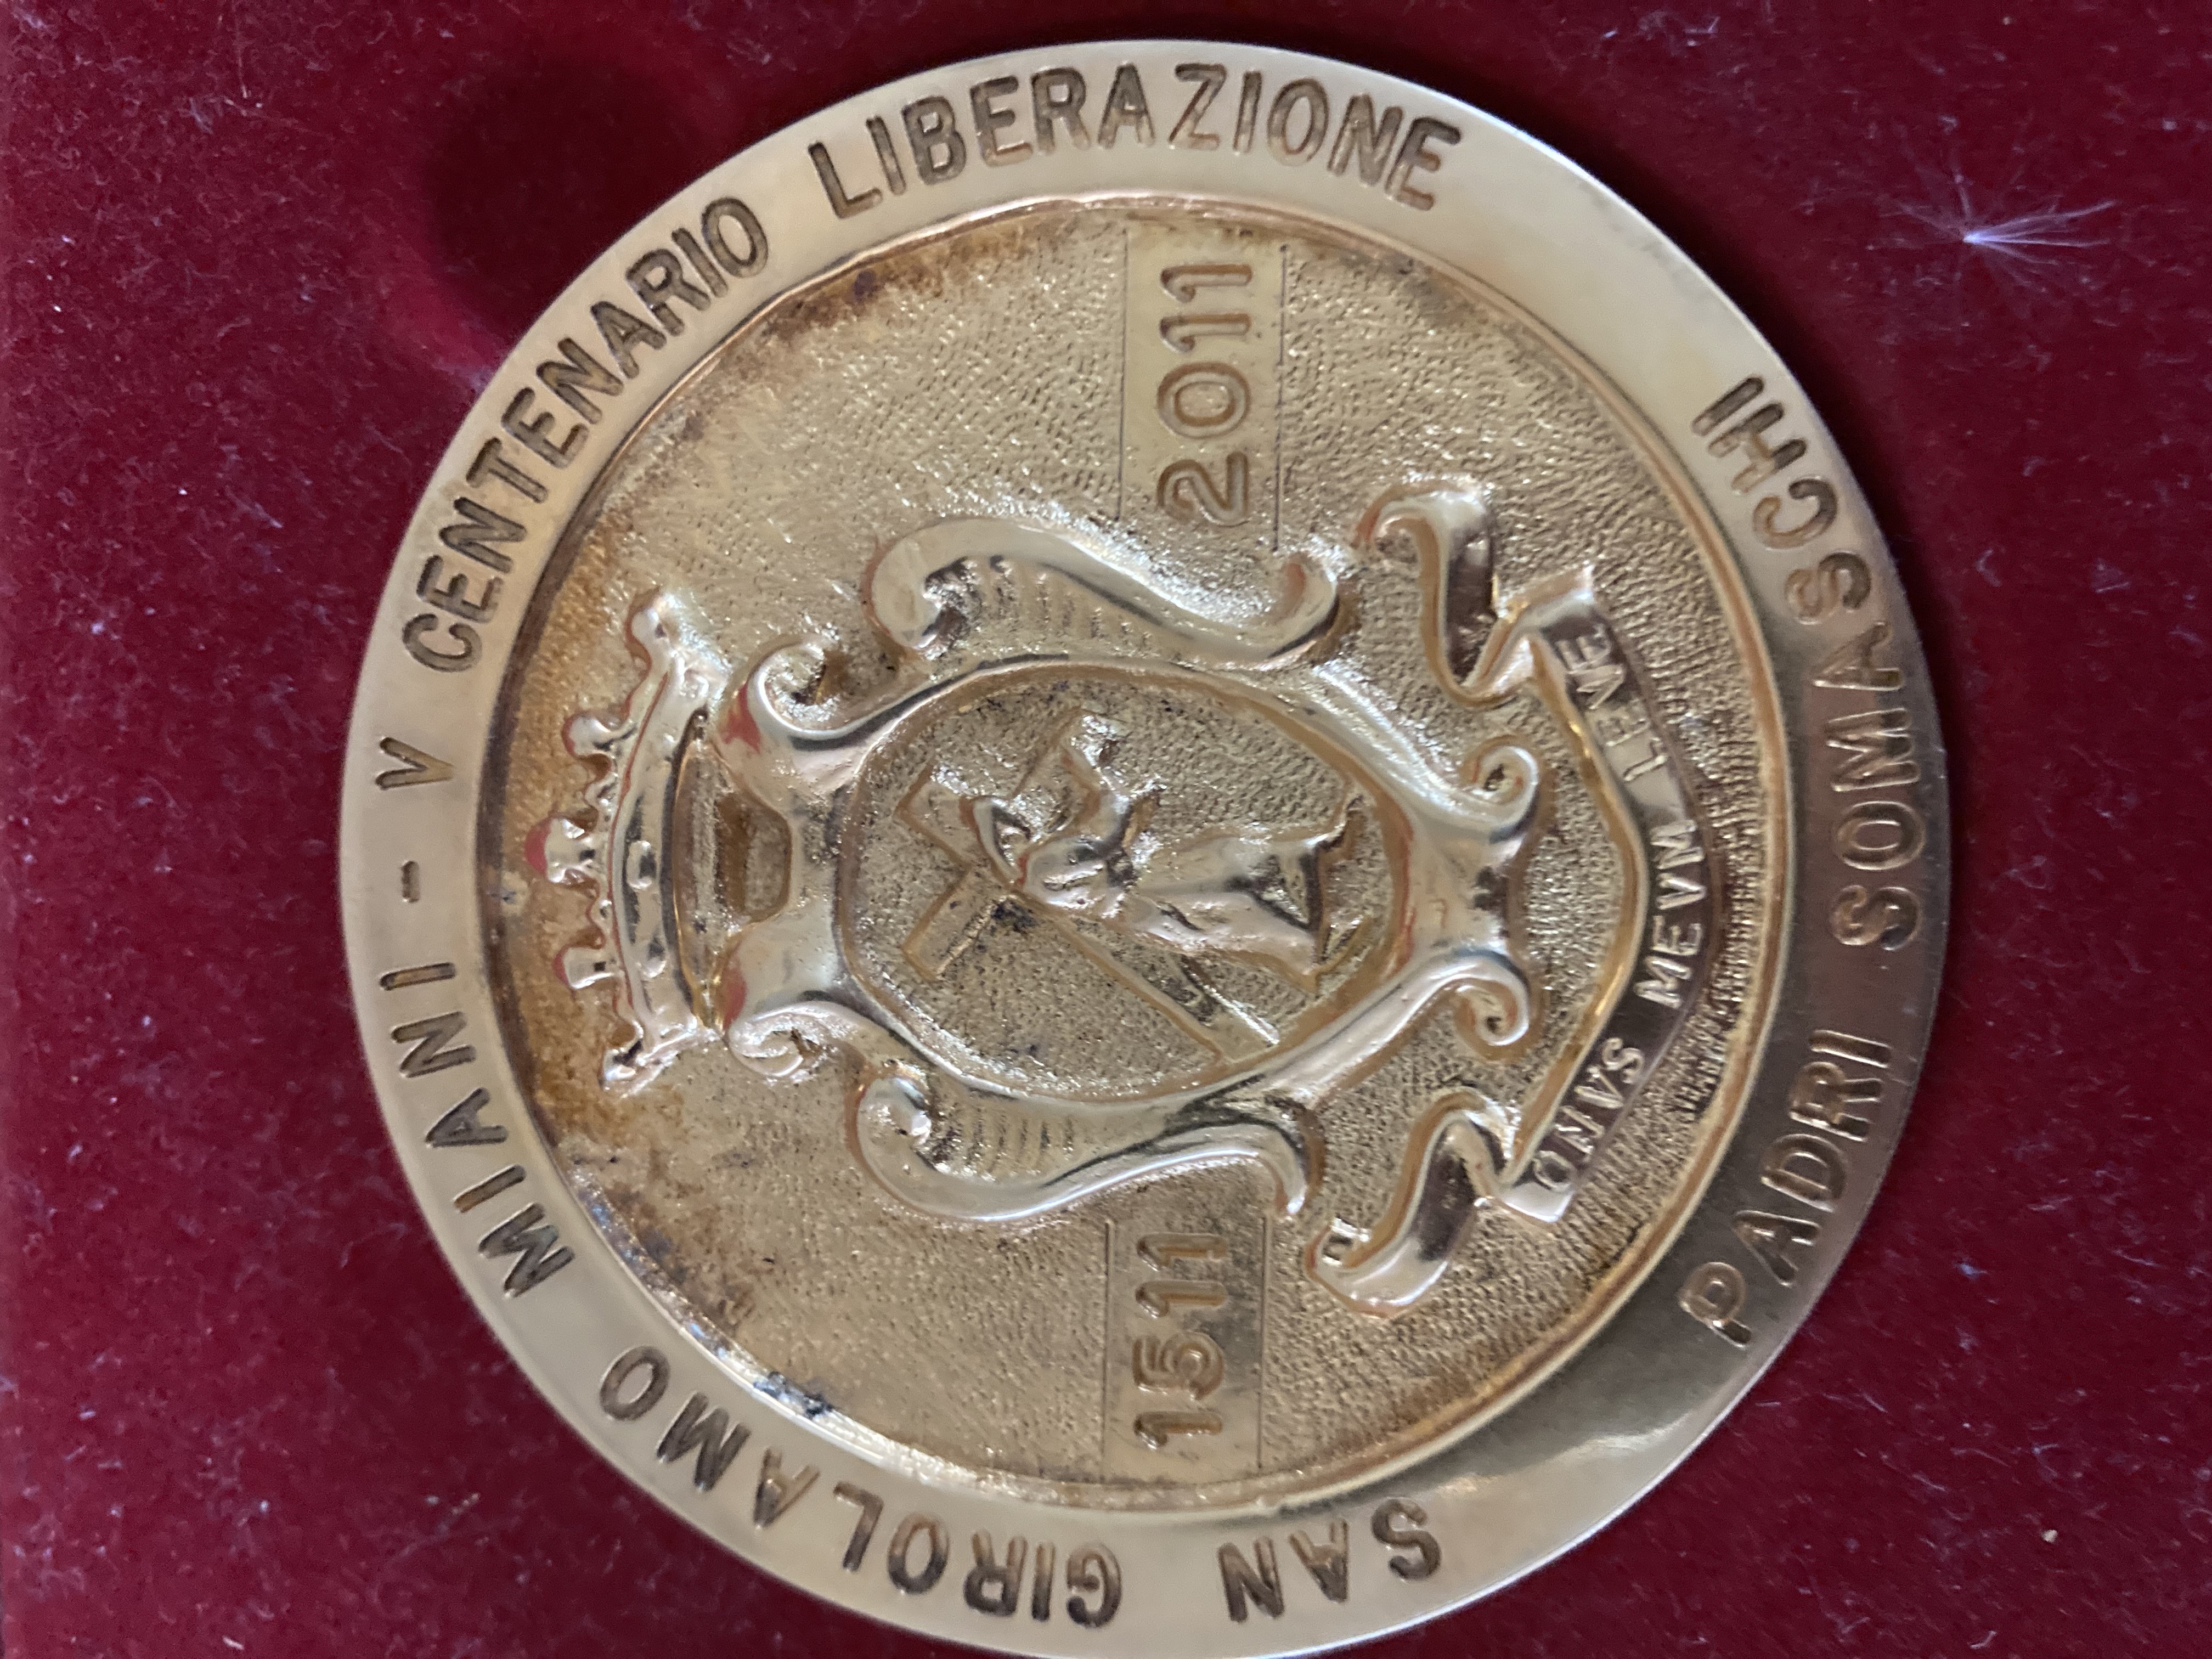 SAN GIROLAMO MIANI - V CENTENARIO LIBERAZIONE
1511 2011
ONVS MEVM LEVE
PADRI SOMASCHI